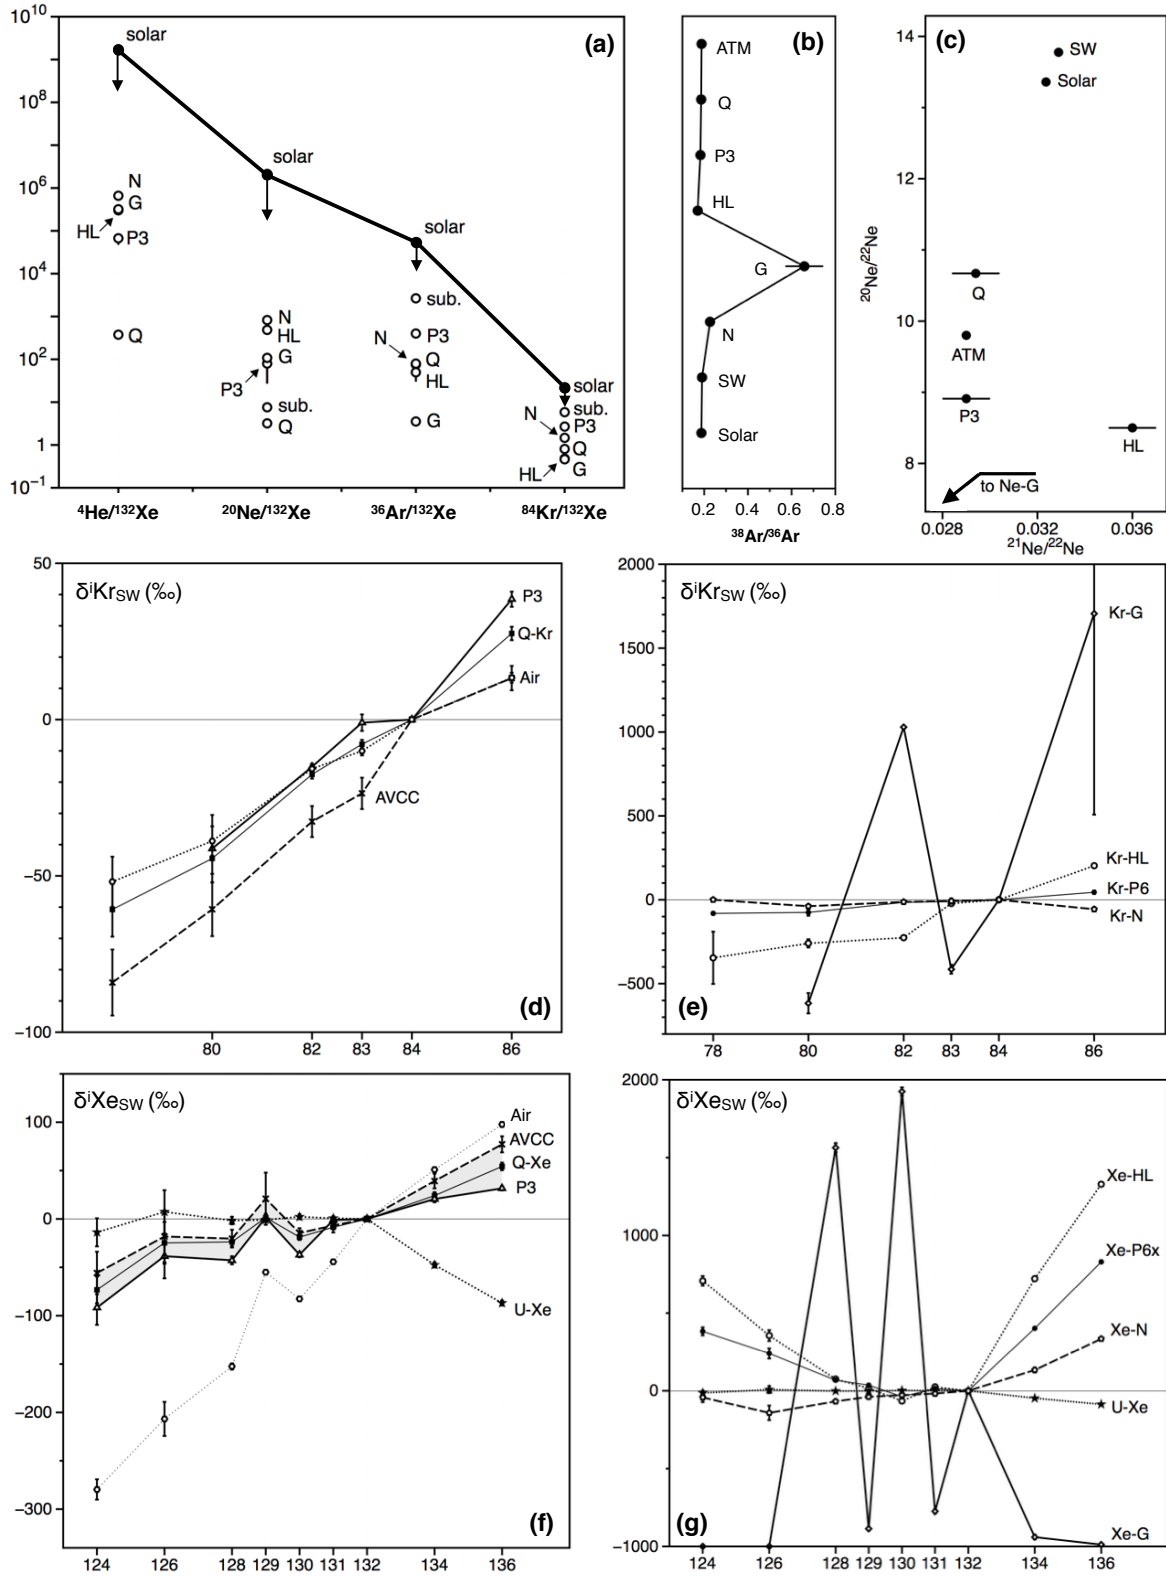 10^10
10^8
10^6
10^4
10^2
1
10^−1
solar
solar
solar
solar
(a)
N
G
HL
P3
Q
N
HL
G
P3
sub.
Q
sub.
N
P3
Q
HL
G
sub.
N
P3
Q
HL
G
^4He/^132Xe
^20Ne/^132Xe
^36Ar/^132Xe
^84Kr/^132Xe
(b)
ATM
Q
P3
HL
G
N
SW
Solar
0.2 0.4 0.6 0.8
^38Ar/^36Ar
(c)
14
12
10
8
^20Ne/^22Ne
SW
Solar
Q
ATM
P3
HL
to Ne-G
0.028 0.032 0.036
^21Ne/^22Ne
50
0
−50
−100
δ^iKr_SW (‰)
P3
Q-Kr
Air
AVCC
(d)
80 82 83 84 86
2000
1500
1000
500
0
−500
δ^iKr_SW (‰)
Kr-G
Kr-HL
Kr-P6
Kr-N
(e)
78 80 82 83 84 86
100
0
−100
−200
−300
δ^iXe_SW (‰)
Air
AVCC
Q-Xe
P3
U-Xe
(f)
124 126 128 129 130 131 132 134 136
2000
1000
0
−1000
δ^iXe_SW (‰)
Xe-HL
Xe-P6x
Xe-N
U-Xe
Xe-G
(g)
124 126 128 129 130 131 132 134 136